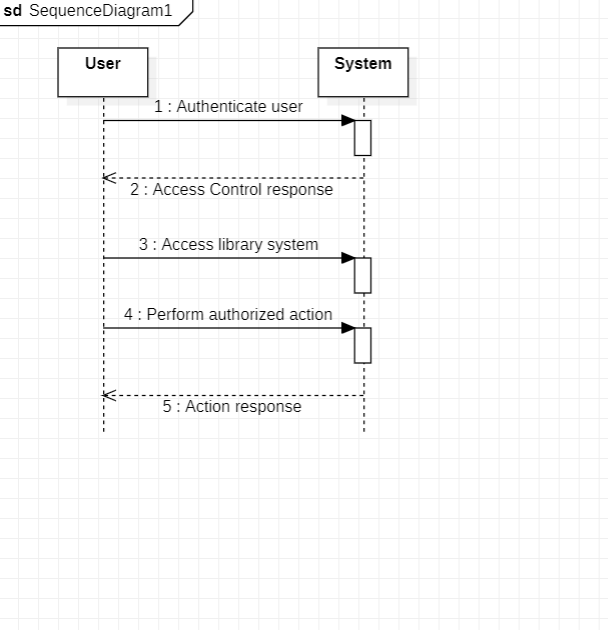 sd SequenceDiagram1
User
System
1 : Authenticate user
2 : Access Control response
3 : Access library system
4 : Perform authorized action
5 : Action response